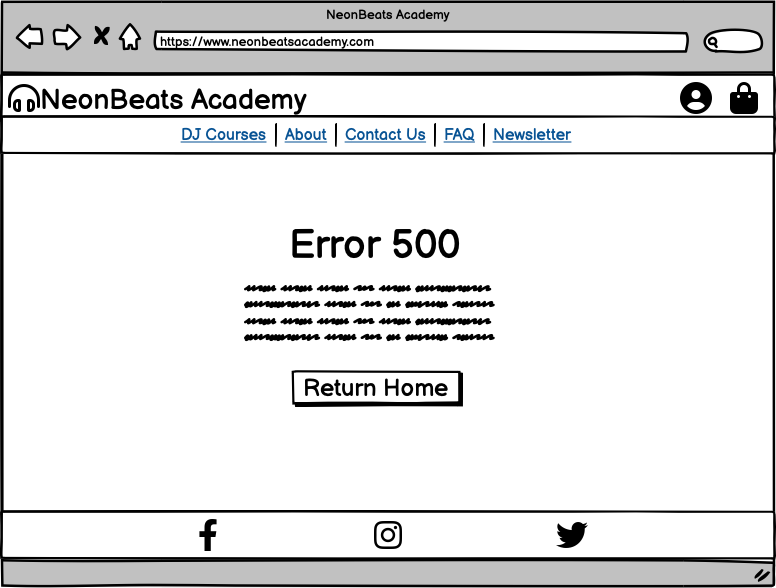 NeonBeats Academy
https://www.neonbeatsacademy.com
NeonBeats Academy
DJ Courses | About | Contact Us | FAQ | Newsletter
Error 500
Return Home